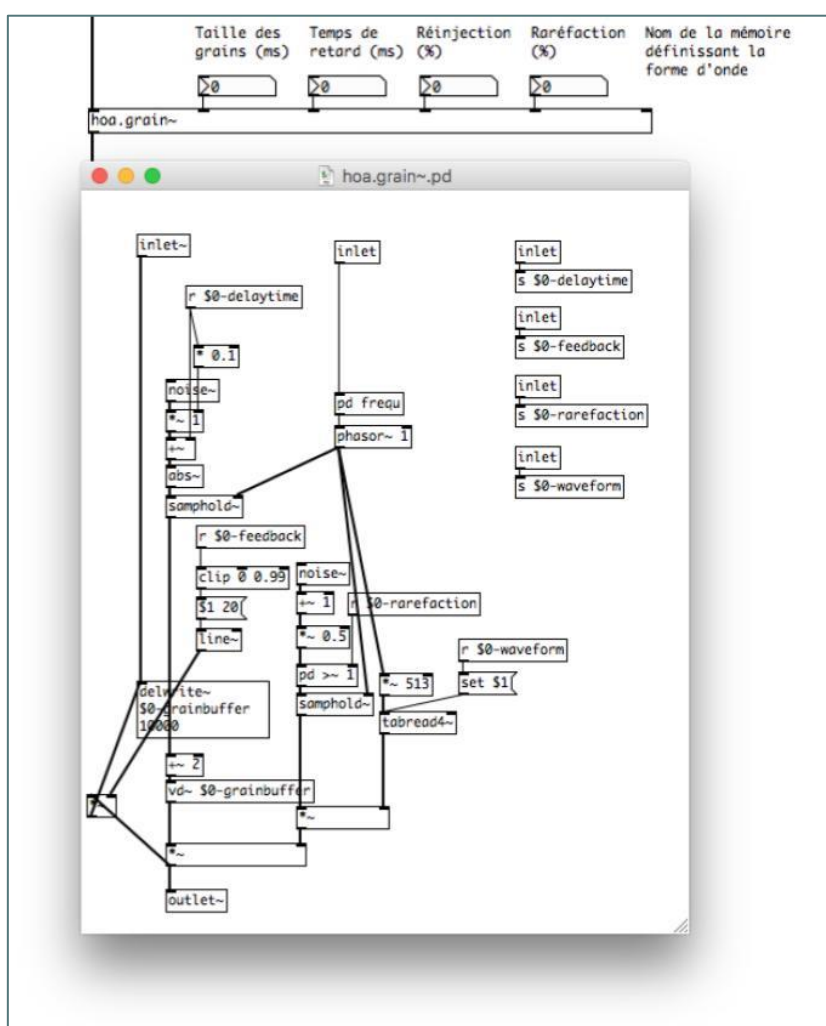 Taille des
grains (ms)
Temps de
retard (ms)
Réinjection
(%)
Raréfaction
(%)
Nom de la mémoire
définissant la
forme d'onde
0
0
0
0
hoa.grain~
hoa.grain~.pd
inlet~
inlet
inlet
s $0-delaytime
r $0-delaytime
inlet
s $0-feedback
* 0.1
noise~
inlet
s $0-rarefaction
pd frequ
*~ 1
phasor~ 1
+~
abs~
inlet
s $0-waveform
samphold~
r $0-feedback
clip 0 0.99
noise~
$1 20
+~ 1
r $0-rarefaction
line~
*~ 0.5
r $0-waveform
pd >~ 1
*~ 513
set $1
delwrite~
$0-grainbuffer
10000
samphold~
tabread4~
+~ 2
vd~ $0-grainbuffer
*~
*~
*~
outlet~